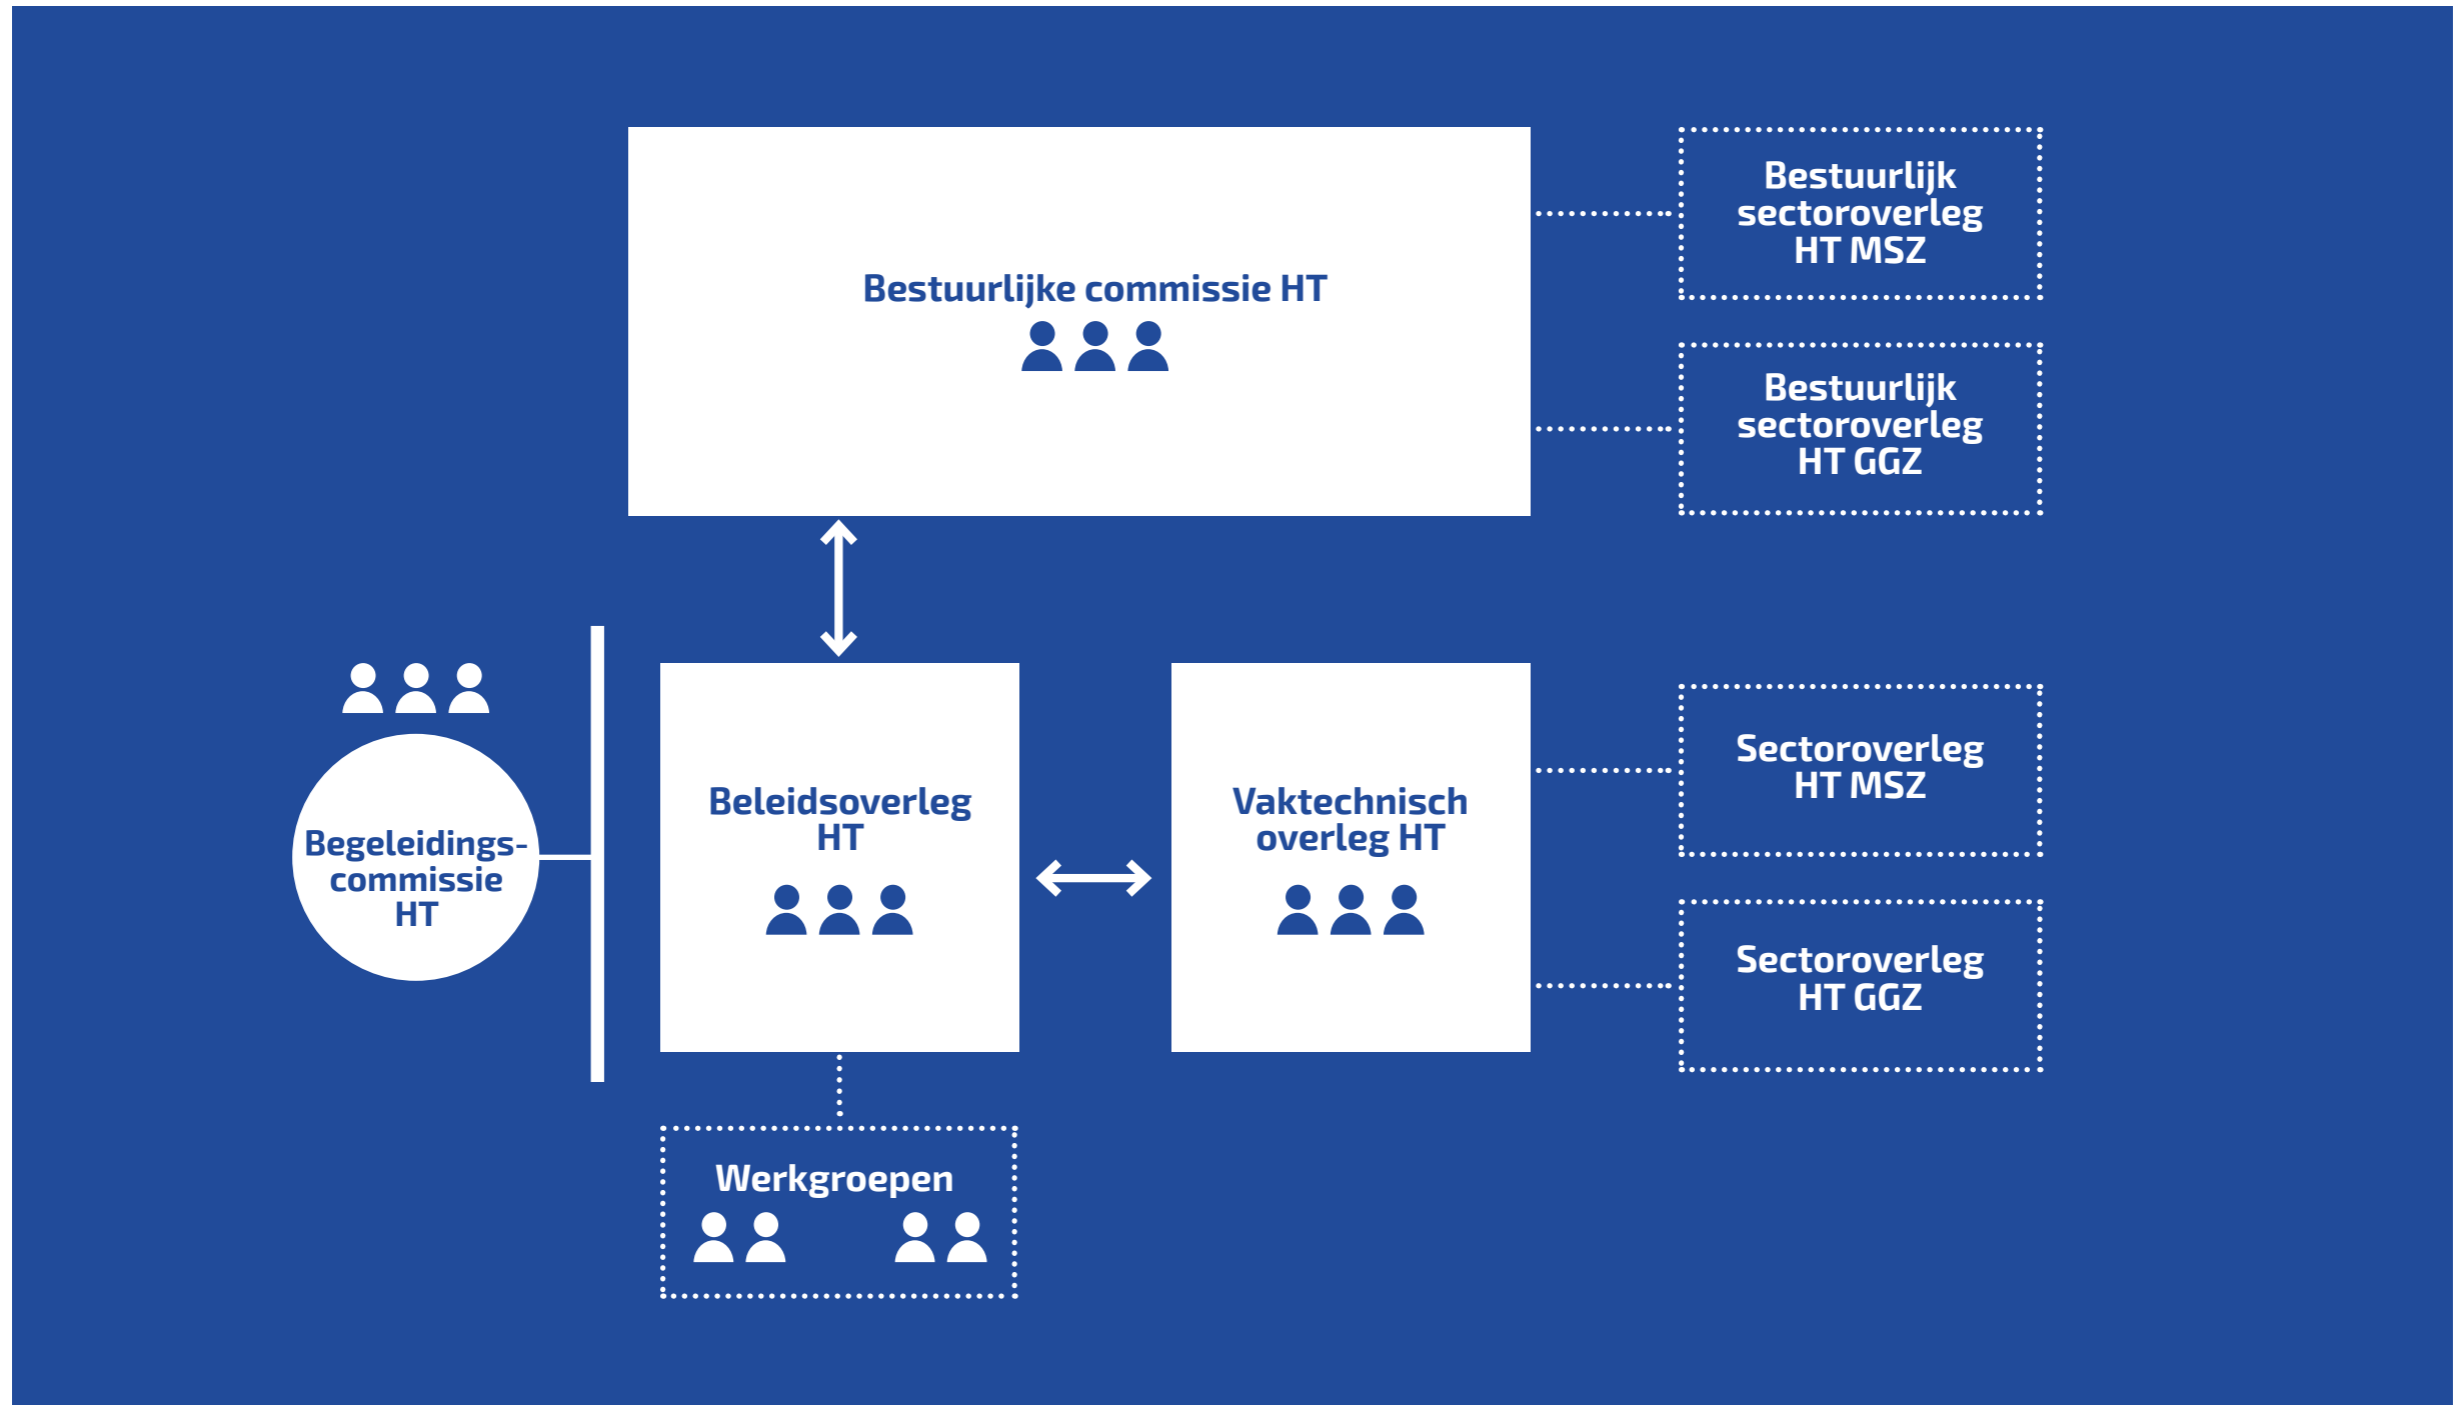 Bestuurlijke commissie HT
Bestuurlijk
sectoroverleg
HT MSZ
Bestuurlijk
sectoroverleg
HT GGZ
Begeleidings-
commissie
HT
Beleidsoverleg
HT
Vaktechnisch
overleg HT
Sectoroverleg
HT MSZ
Sectoroverleg
HT GGZ
Werkgroepen